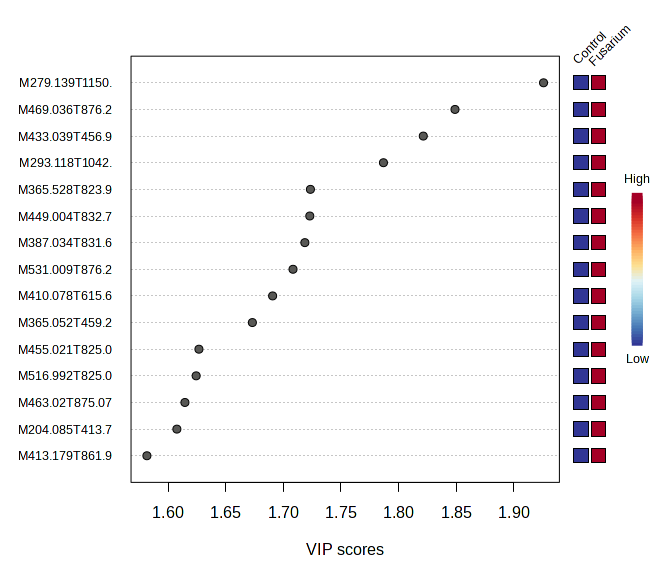 Control
Fusarium
M279.139T1150.
M469.036T876.2
M433.039T456.9
M293.118T1042.
M365.528T823.9
M449.004T832.7
M387.034T831.6
M531.009T876.2
M410.078T615.6
M365.052T459.2
M455.021T825.0
M516.992T825.0
M463.02T875.07
M204.085T413.7
M413.179T861.9
High
Low
1.60 1.65 1.70 1.75 1.80 1.85 1.90
VIP scores